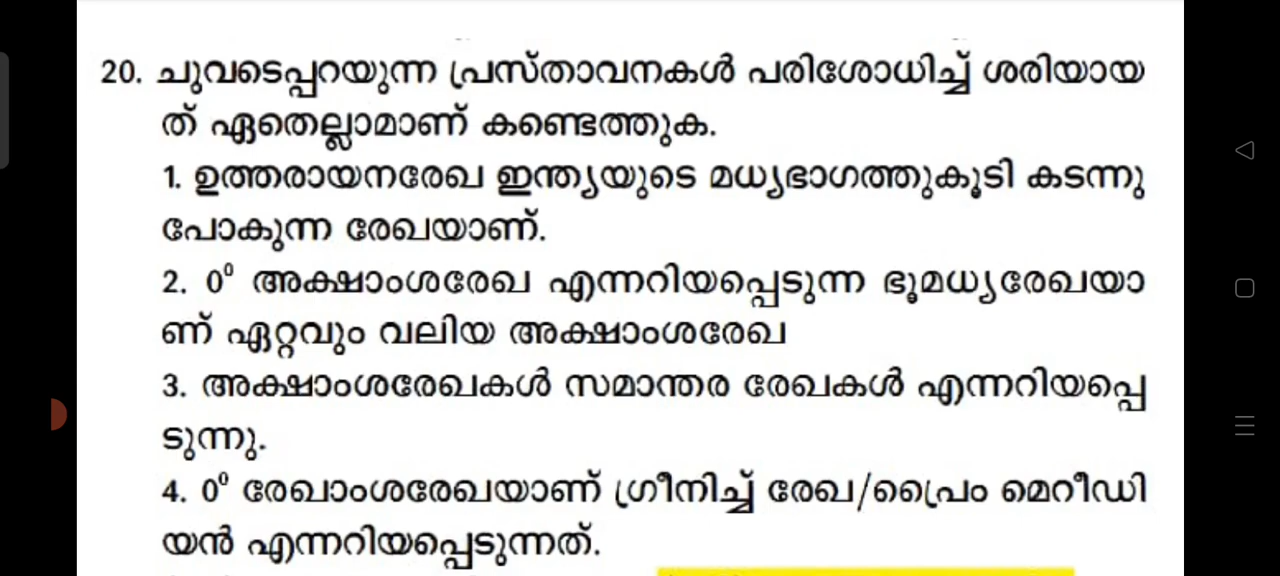 20. ചുവടെപ്പറയുന്ന പ്രസ്താവനകൾ പരിശോധിച്ച് ശരിയായ
ത് ഏതെല്ലാമാണ് കണ്ടെത്തുക.
1. ഉത്തരായനരേഖ ഇന്ത്യയുടെ മധ്യഭാഗത്തുകൂടി കടന്നു
പോകുന്ന രേഖയാണ്.
2. 0⁰ അക്ഷാംശരേഖ എന്നറിയപ്പെടുന്ന ഭൂമധ്യരേഖയാ
ണ് ഏറ്റവും വലിയ അക്ഷാംശരേഖ
3. അക്ഷാംശരേഖകൾ സമാന്തര രേഖകൾ എന്നറിയപ്പെ
ടുന്നു.
4. 0⁰ രേഖാംശരേഖയാണ് ഗ്രീനിച്ച് രേഖ/പ്രൈം മെറീഡി
യൻ എന്നറിയപ്പെടുന്നത്.